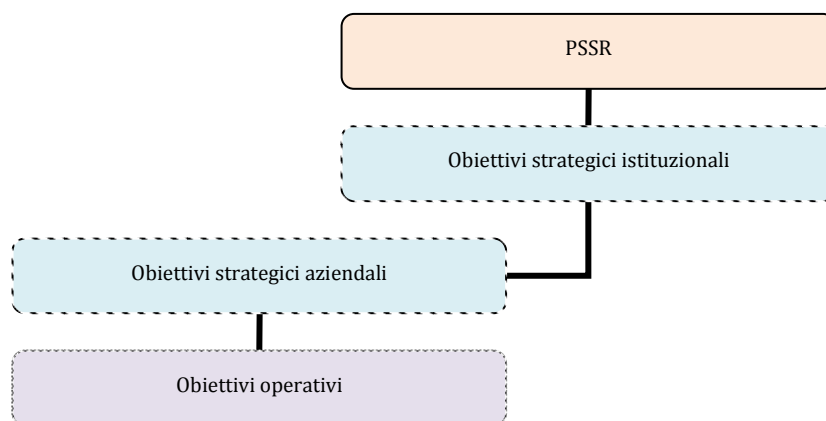 PSSR
Obiettivi strategici istituzionali
Obiettivi strategici aziendali
Obiettivi operativi